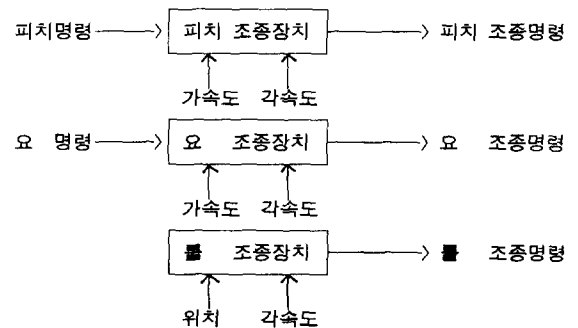 피치명령 피치 조종장치 피치 조종명령
가속도 각속도
요 명령 요 조종장치 요 조종명령
가속도 각속도
롤 조종장치 롤 조종명령
위치 각속도